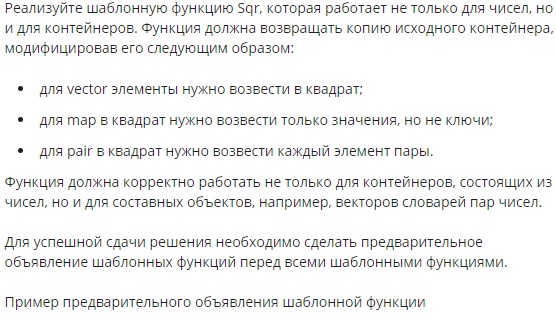 Реализуйте шаблонную функцию Sqr, которая работает не только для чисел, но
и для контейнеров. Функция должна возвращать копию исходного контейнера,
модифицировав его следующим образом:
• для vector элементы нужно возвести в квадрат;
• для map в квадрат нужно возвести только значения, но не ключи;
• для pair в квадрат нужно возвести каждый элемент пары.
Функция должна корректно работать не только для контейнеров, состоящих из
чисел, но и для составных объектов, например, векторов словарей пар чисел.
Для успешной сдачи решения необходимо сделать предварительное
объявление шаблонных функций перед всеми шаблонными функциями.
Пример предварительного объявления шаблонной функции